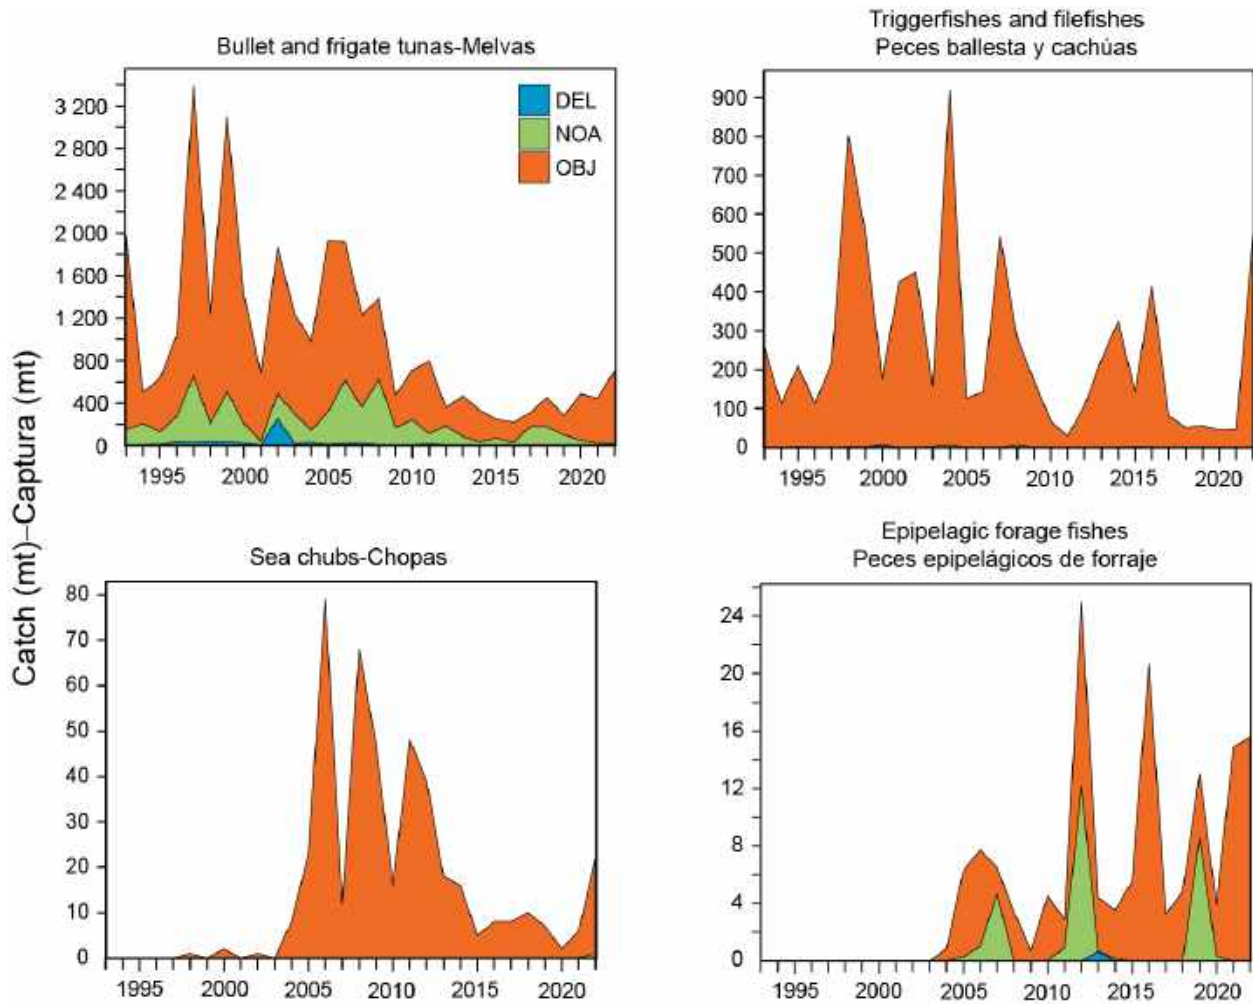 Catch (mt)–Captura (mt)
Bullet and frigate tunas-Melvas
3 200
2 800
2 400
2 000
1 600
1 200
800
400
0
DEL
NOA
OBJ
1995 2000 2005 2010 2015 2020
Triggerfishes and filefishes
Peces ballesta y cachúas
900
800
700
600
500
400
300
200
100
0
1995 2000 2005 2010 2015 2020
Sea chubs-Chopas
80
70
60
50
40
30
20
10
0
1995 2000 2005 2010 2015 2020
Epipelagic forage fishes
Peces epipelágicos de forraje
24
20
16
12
8
4
0
1995 2000 2005 2010 2015 2020